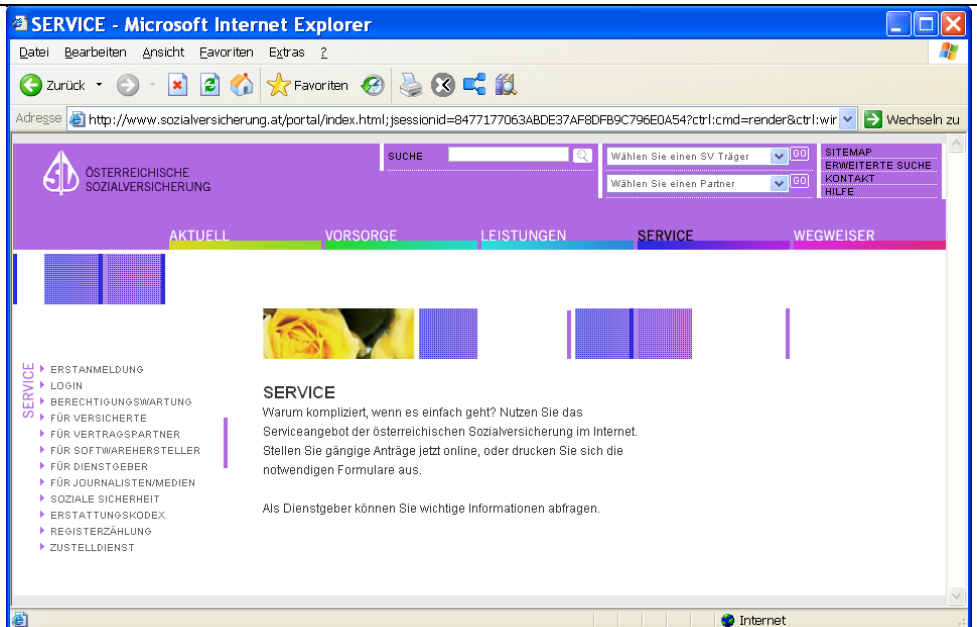 SERVICE - Microsoft Internet Explorer
Datei Bearbeiten Ansicht Favoriten Extras ?
Zurück Favoriten
Adresse http://www.sozialversicherung.at/portal/index.html;jsessionid=8477177063ABDE37AF8DFB9C796E0A54?ctrl:cmd=render&ctrl:wir Wechseln zu
ÖSTERREICHISCHE
SOZIALVERSICHERUNG
SUCHE
Wählen Sie einen SV Träger GO
Wählen Sie einen Partner GO
SITEMAP
ERWEITERTE SUCHE
KONTAKT
HILFE
AKTUELL VORSORGE LEISTUNGEN SERVICE WEGWEISER
SERVICE
ERSTANMELDUNG
LOGIN
BERECHTIGUNGSWARTUNG
FÜR VERSICHERTE
FÜR VERTRAGSPARTNER
FÜR SOFTWAREHERSTELLER
FÜR DIENSTGEBER
FÜR JOURNALISTEN/MEDIEN
SOZIALE SICHERHEIT
ERSTATTUNGSKODEX
REGISTERZÄHLUNG
ZUSTELLDIENST
SERVICE
Warum kompliziert, wenn es einfach geht? Nutzen Sie das
Serviceangebot der österreichischen Sozialversicherung im Internet.
Stellen Sie gängige Anträge jetzt online, oder drucken Sie sich die
notwendigen Formulare aus.
Als Dienstgeber können Sie wichtige Informationen abfragen.
Internet